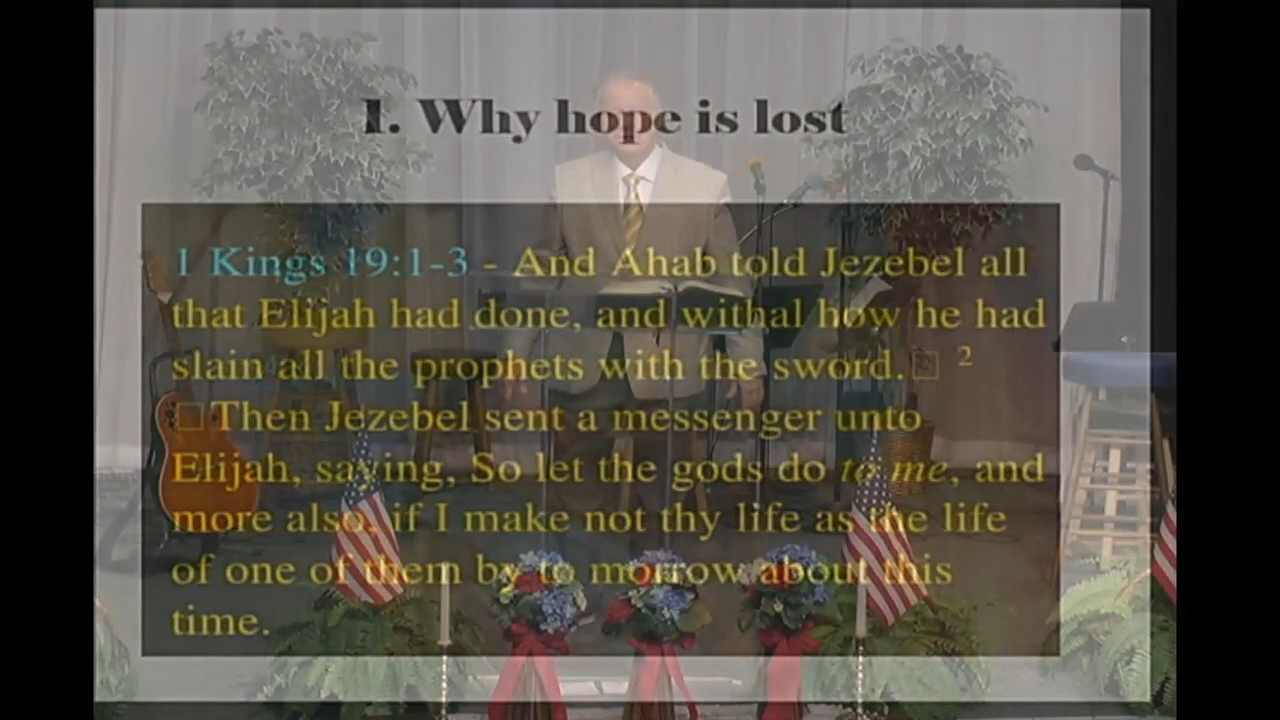 1. Why hope is lost
1 Kings 19:1-3 - And Ahab told Jezebel all
that Elijah had done, and withal how he had
slain all the prophets with the sword. 2
Then Jezebel sent a messenger unto
Elijah, saying, So let the gods do to me, and
more also, if I make not thy life as the life
of one of them by to morrow about this
time.